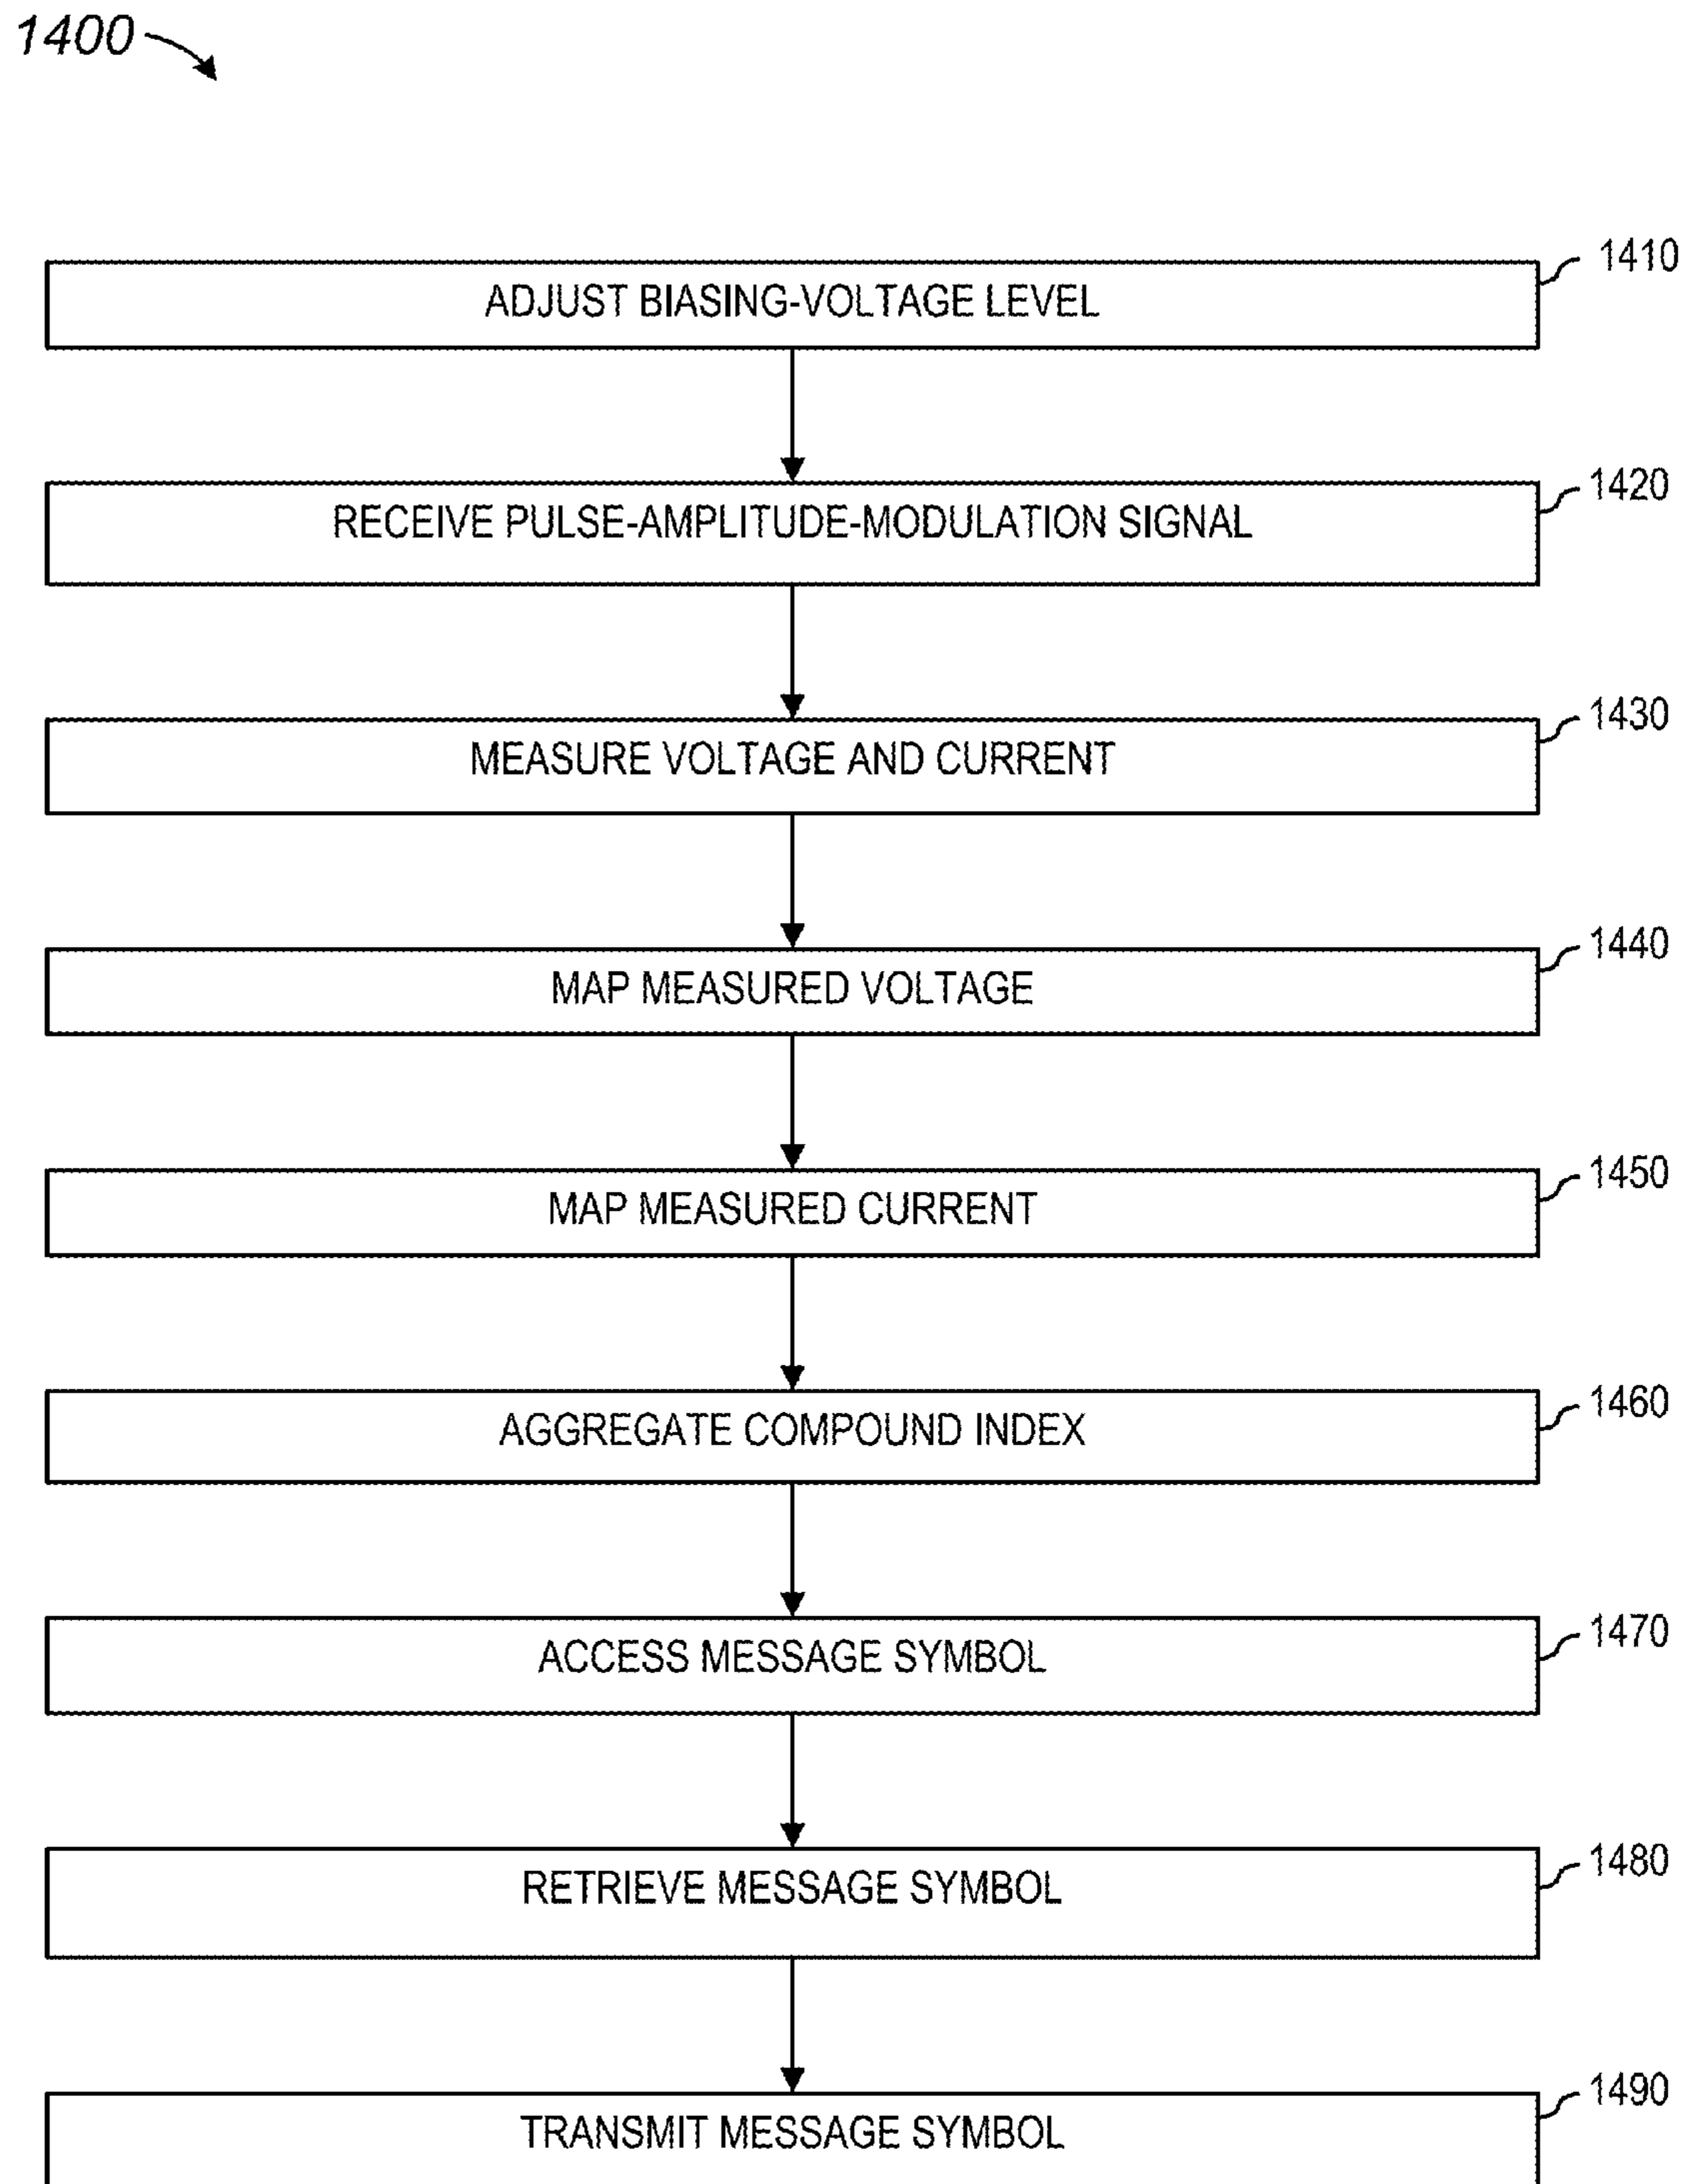 1400
1410
ADJUST BIASING-VOLTAGE LEVEL
1420
RECEIVE PULSE-AMPLITUDE-MODULATION SIGNAL
1430
MEASURE VOLTAGE AND CURRENT
1440
MAP MEASURED VOLTAGE
1450
MAP MEASURED CURRENT
1460
AGGREGATE COMPOUND INDEX
1470
ACCESS MESSAGE SYMBOL
1480
RETRIEVE MESSAGE SYMBOL
1490
TRANSMIT MESSAGE SYMBOL